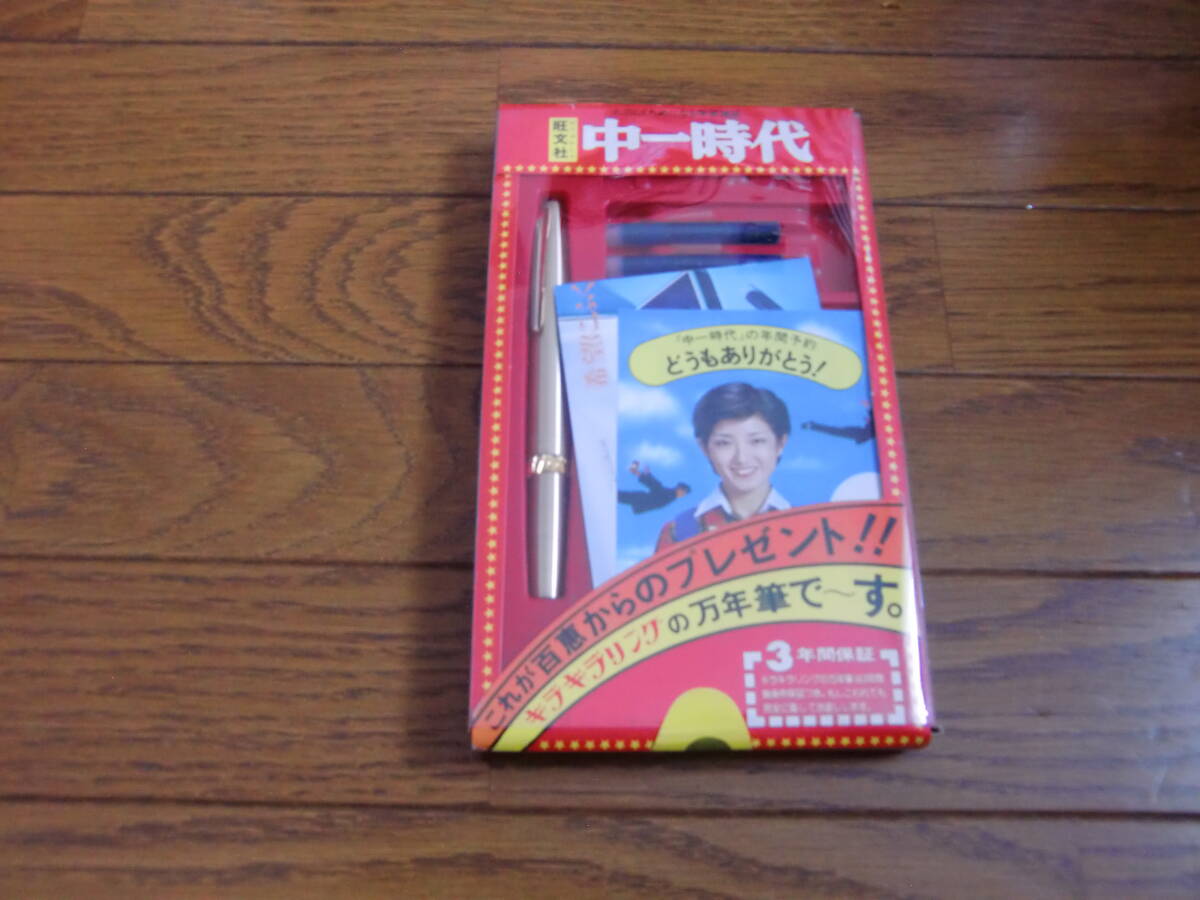 旺文社
中一時代
「中一時代」の年間予約
どうもありがとう!
これが百恵からのプレゼント!!
キラキラリングの万年筆で〜す。
3年間保証